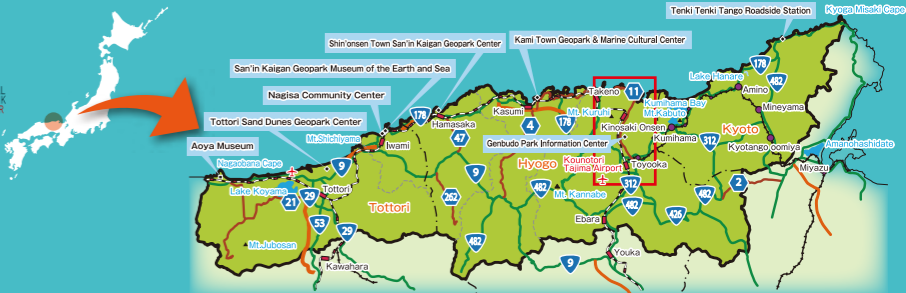 Tenki Tenki Tango Roadside Station
Kyoga Misaki Cape
Shin'onsen Town San'in Kaigan Geopark Center
Kami Town Geopark & Marine Cultural Center
San'in Kaigan Geopark Museum of the Earth and Sea
Nagisa Community Center
Tottori Sand Dunes Geopark Center
Aoya Museum
Lake Hanare
178
482
Amino
Mineyama
Takeno
11
Kumihama Bay
Mt.Kabuto
Mt. Kuruhi
Kasumi
4
178
178
Hamasaka
47
Mt.Shichiyama
Iwami
Kinosaki Onsen
Kumihama
Kyoto
312
Kyotango oomiya
Amanohashidate
Genbudo Park Information Center
Miyazu
Nagaobana Cape
9
Hyogo
Kounotori
Tajima Airport
Toyooka
9
Lake Koyama
21
29
Tottori
Tottori
262
482
Mt. Kannabe
312
482
482
2
53
29
Ebara
426
Mt.Jubosan
482
Kawahara
9
Youka